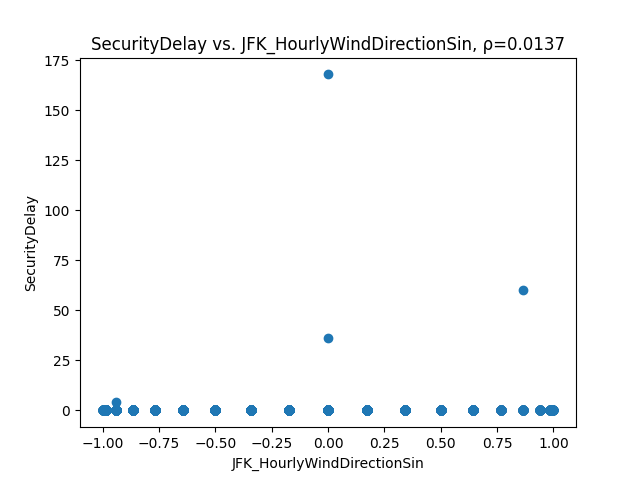 SecurityDelay vs. JFK_HourlyWindDirectionSin, ρ=0.0137
175
150
125
100
75
50
25
0
SecurityDelay
−1.00 −0.75 −0.50 −0.25 0.00 0.25 0.50 0.75 1.00
JFK_HourlyWindDirectionSin